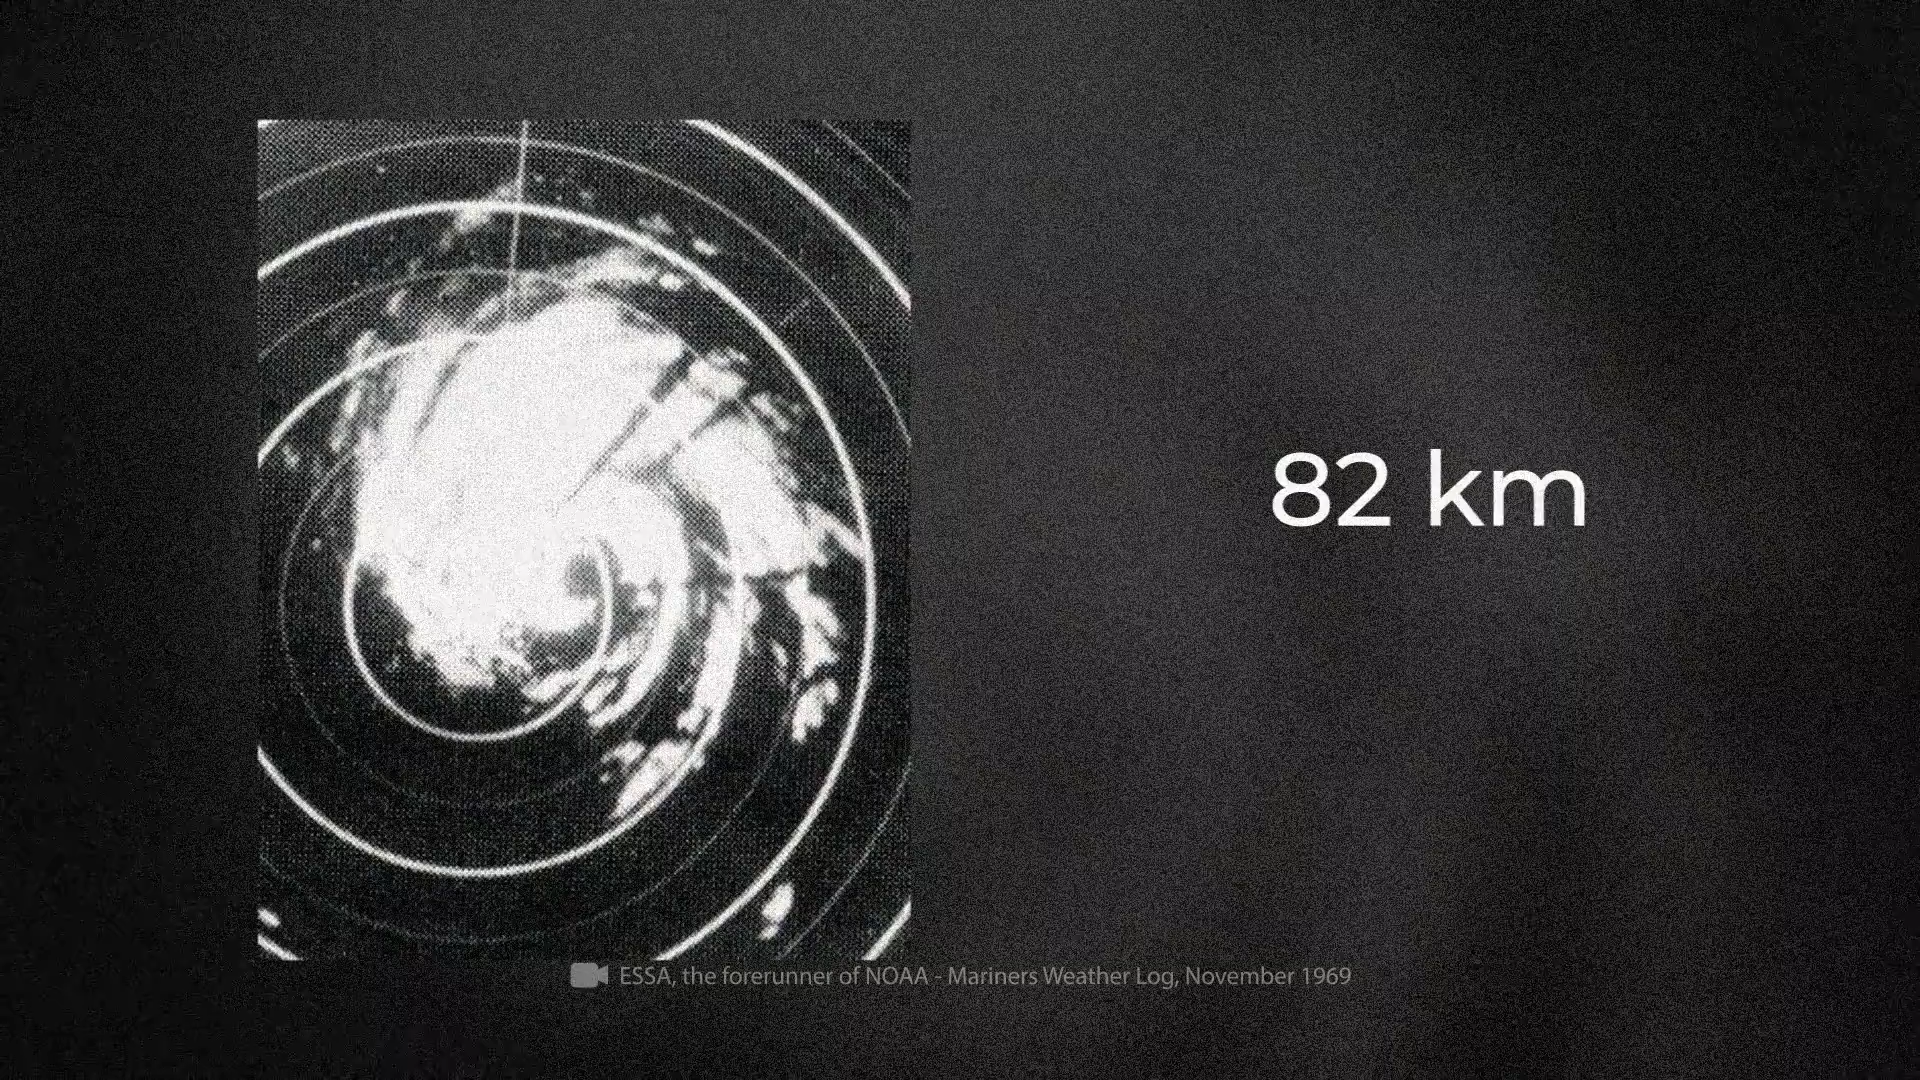 82 km
ESSA, the forerunner of NOAA - Mariners Weather Log, November 1969